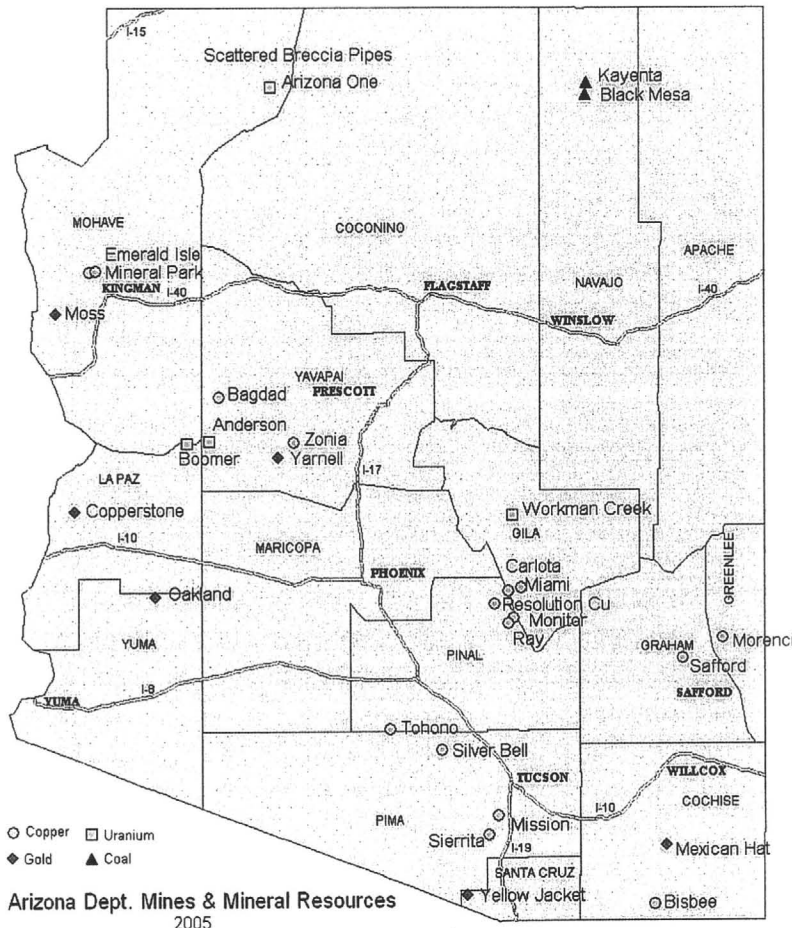 I-15
Scattered Breccia Pipes
Arizona One
Kayenta
Black Mesa
MOHAVE
COCONINO
APACHE
NAVAJO
Emerald Isle
Mineral Park
KINGMAN
I-40
FLAGSTAFF
I-40
WINSLOW
Moss
YAVAPAI
PRESCOTT
Bagdad
Anderson
Zonia
Boomer
Yarnell
I-17
LA PAZ
Copperstone
Workman Creek
GILA
I-10
MARICOPA
PHOENIX
GREENLEE
Carlota
Miami
Oakland
Resolution Cu
Moniter
Ray
YUMA
PINAL
GRAHAM
Morenci
Safford
SAFFORD
I-8
YUMA
Tohono
Silver Bell
TUCSON
WILLCOX
I-10
COCHISE
PIMA
Mission
Sierrita
I-19
Mexican Hat
SANTA CRUZ
Yellow Jacket
Bisbee
Copper
Uranium
Gold
Coal
Arizona Dept. Mines & Mineral Resources
2005